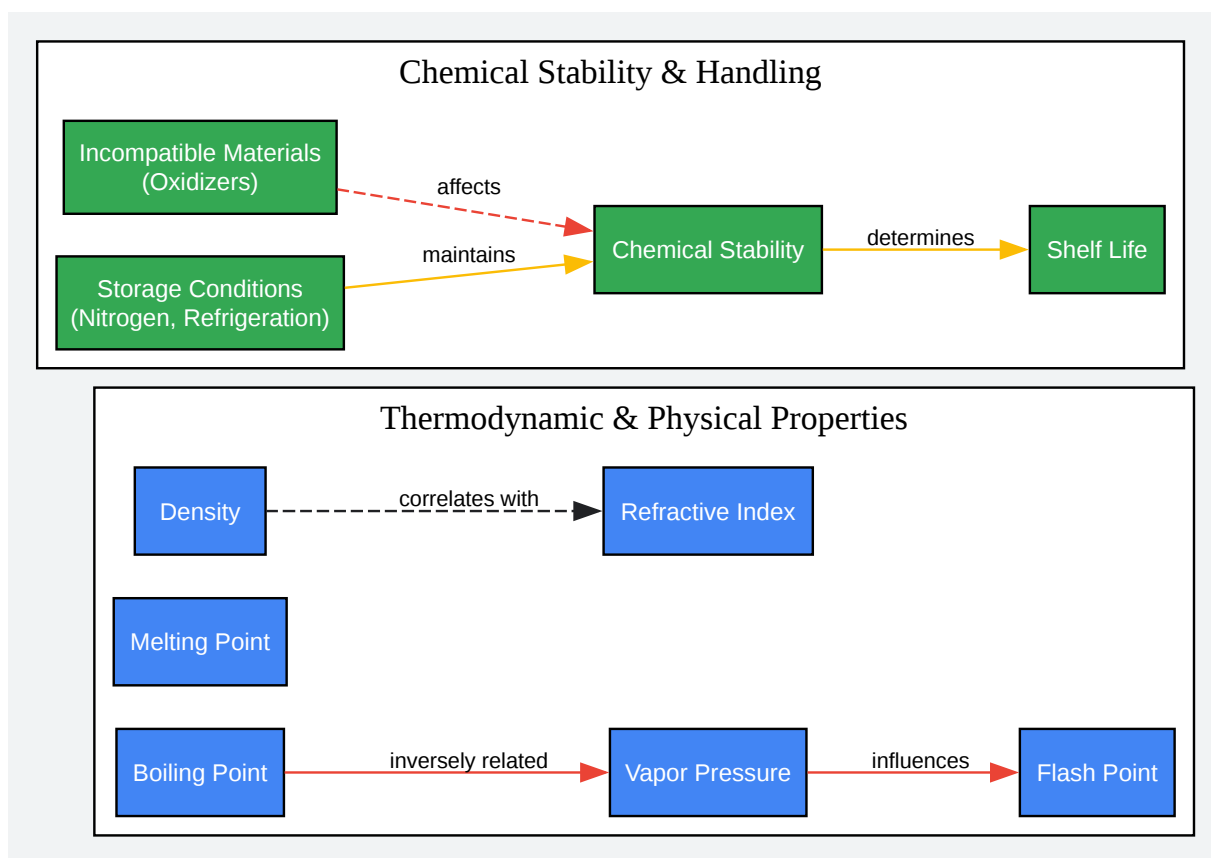 Chemical Stability & Handling
Incompatible Materials
(Oxidizers)
affects
maintains
Storage Conditions
(Nitrogen, Refrigeration)
Chemical Stability
determines
Shelf Life
Thermodynamic & Physical Properties
Density
correlates with
Refractive Index
Melting Point
Boiling Point
inversely related
Vapor Pressure
influences
Flash Point